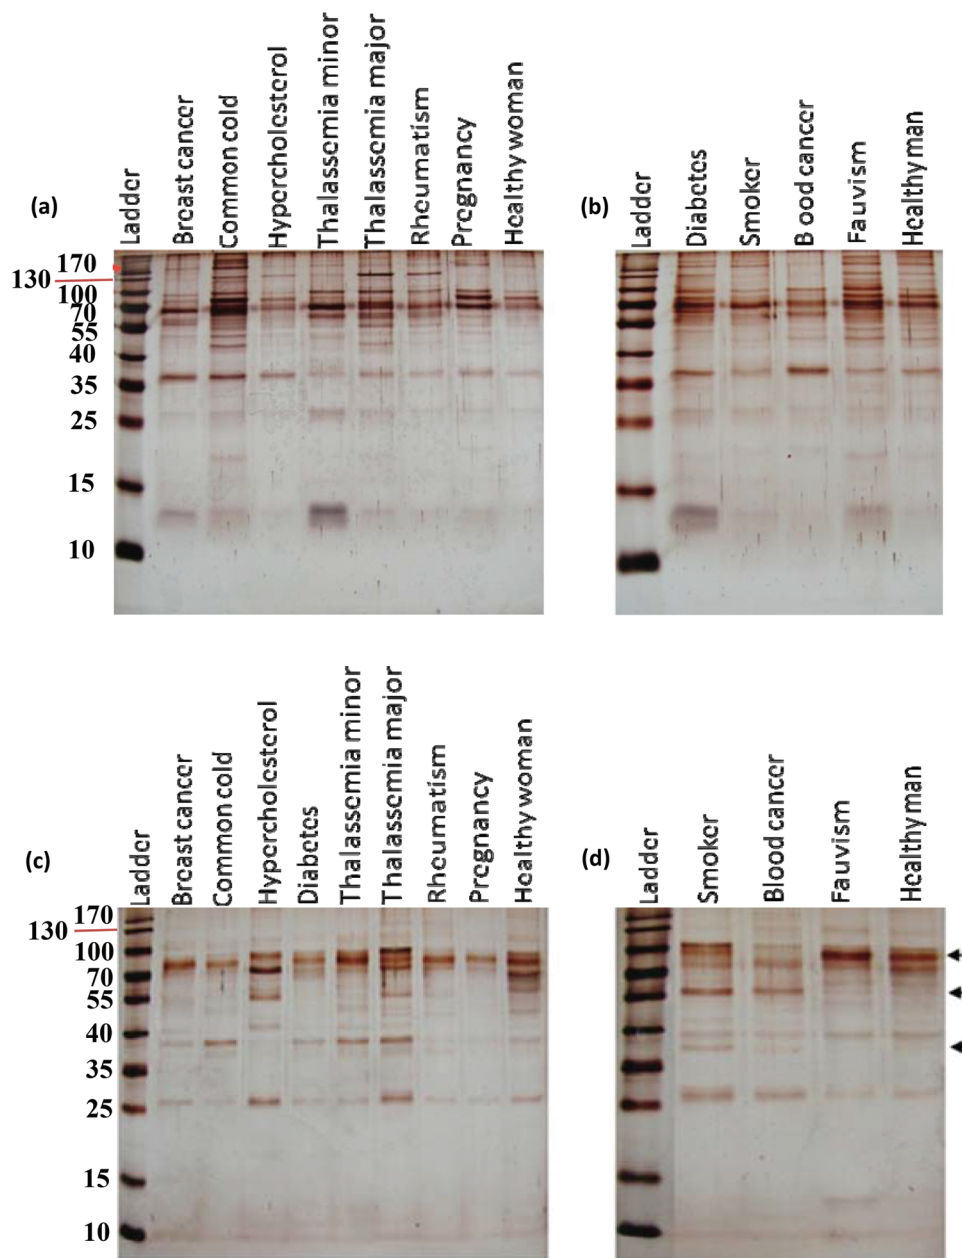 (a)
Ladder
Breast cancer
Common cold
Hypercholesterol
Thalassemia minor
Thalassemia major
Rheumatism
Pregnancy
Healthy woman
170
130
100
70
55
40
35
25
15
10
(b)
Ladder
Diabetes
Smoker
Blood cancer
Fauvism
Healthy man
(c)
Ladder
Breast cancer
Common cold
Hypercholesterol
Diabetes
Thalassemia minor
Thalassemia major
Rheumatism
Pregnancy
Healthy woman
170
130
100
70
55
40
35
25
15
10
(d)
Ladder
Smoker
Blood cancer
Fauvism
Healthy man